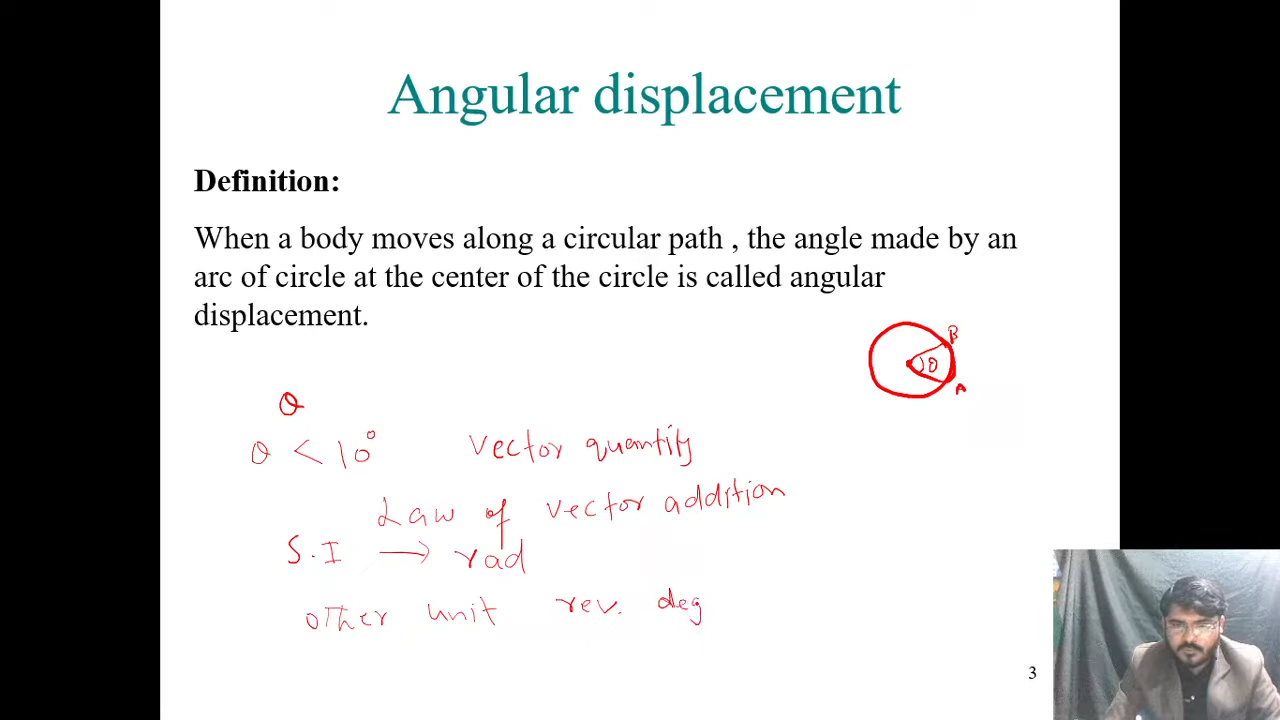 Angular displacement
Definition:
When a body moves along a circular path , the angle made by an
arc of circle at the center of the circle is called angular
displacement.
B
θ
A
θ
θ < 10° vector quantity
Law of vector addition
S.I → rad
other unit rev. deg
3